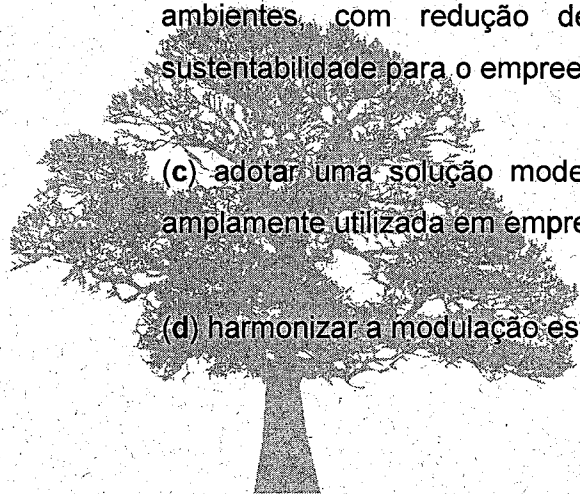 ambientes, com redução de
sustentabilidade para o empree
(c) adotar uma solução mode
amplamente utilizada em empre
(d) harmonizar a modulação es